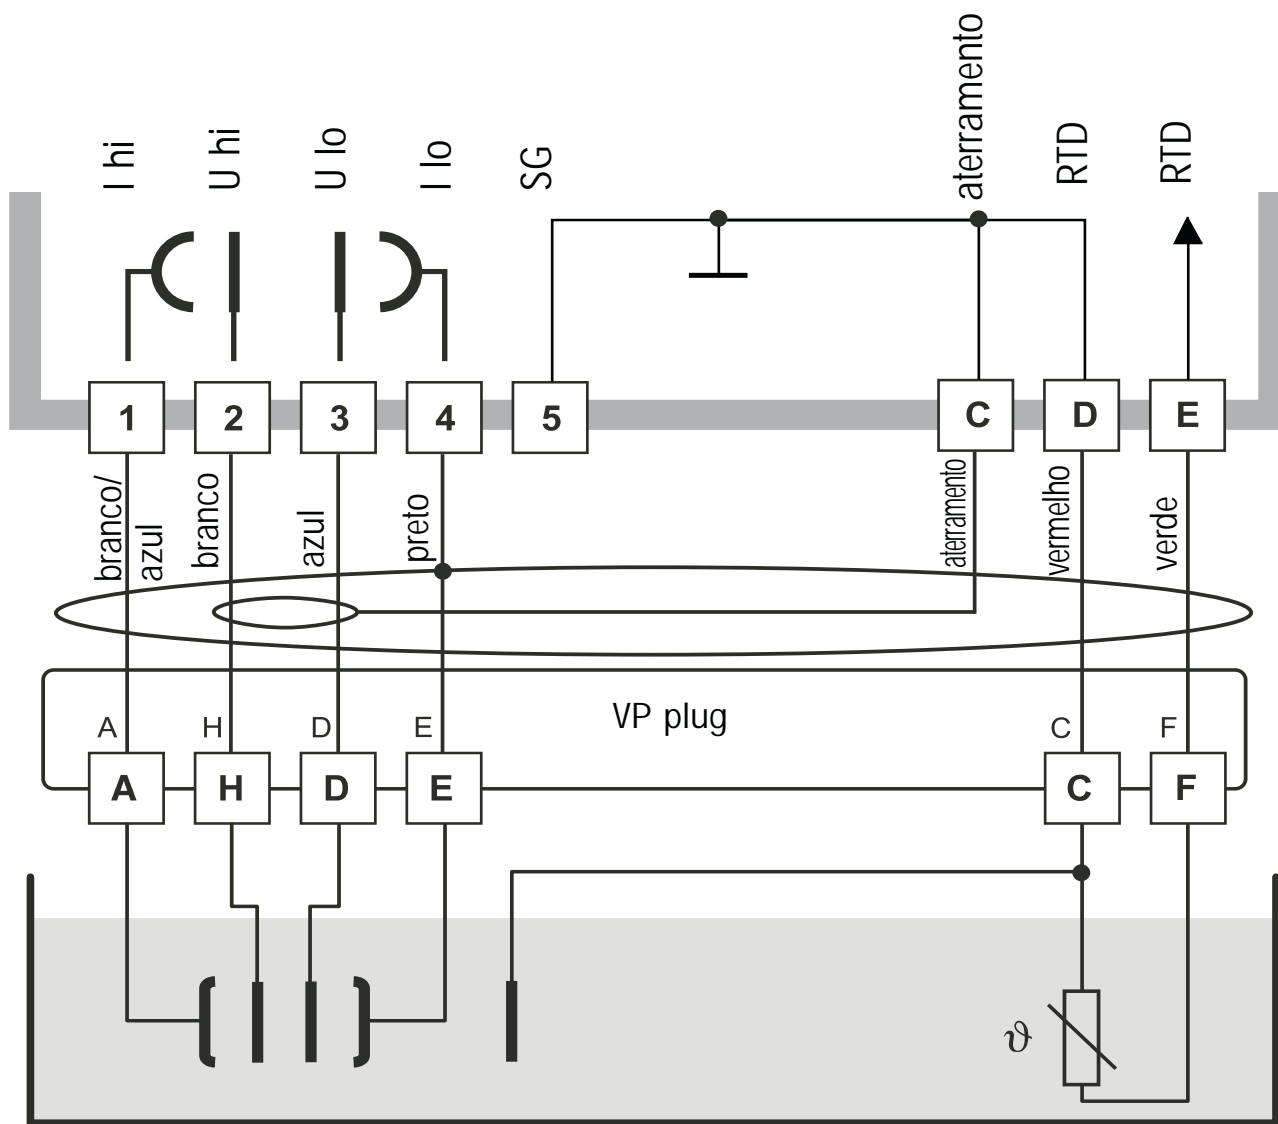 I hi
U hi
U lo
I lo
SG
aterramento
RTD
RTD
1
2
3
4
5
C
D
E
branco/
azul
branco
azul
preto
aterramento
vermelho
verde
VP plug
A
H
D
E
C
F
A
H
D
E
C
F
ϑ